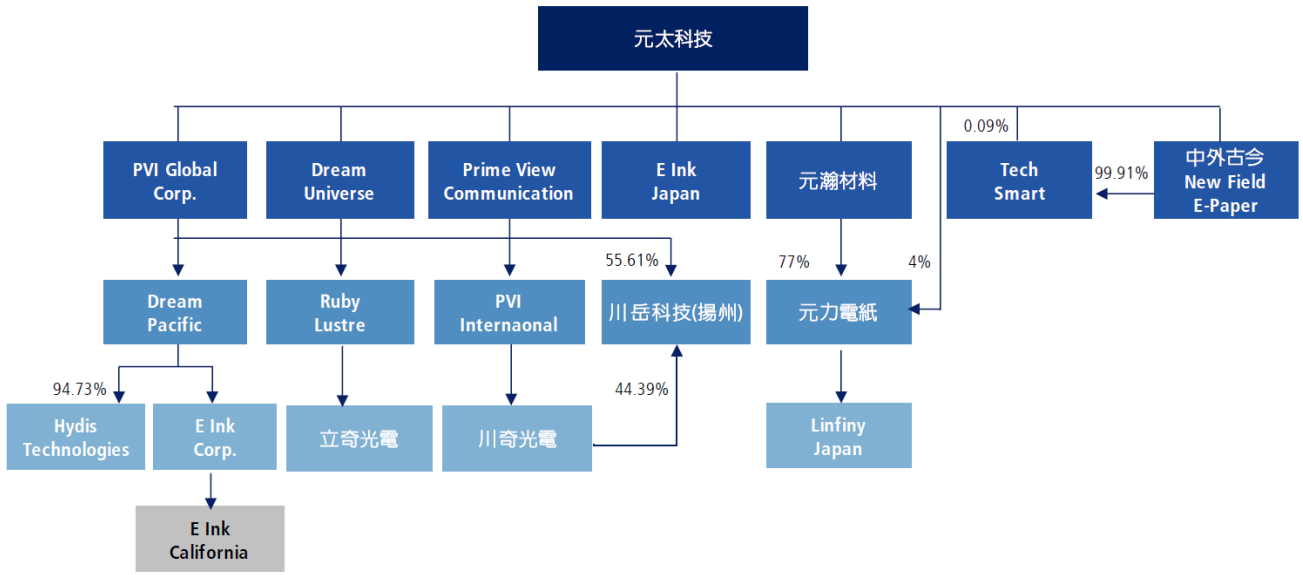 元太科技
0.09%
PVI Global
Corp.
Dream
Universe
Prime View
Communication
E Ink
Japan
元瀚材料
Tech
Smart
99.91%
中外古今
New Field
E-Paper
55.61%
77%
4%
Dream
Pacific
Ruby
Lustre
PVI
Internaonal
川岳科技(揚州)
元力電紙
94.73%
44.39%
Hydis
Technologies
E Ink
Corp.
立奇光電
川奇光電
Linfiny
Japan
E Ink
California